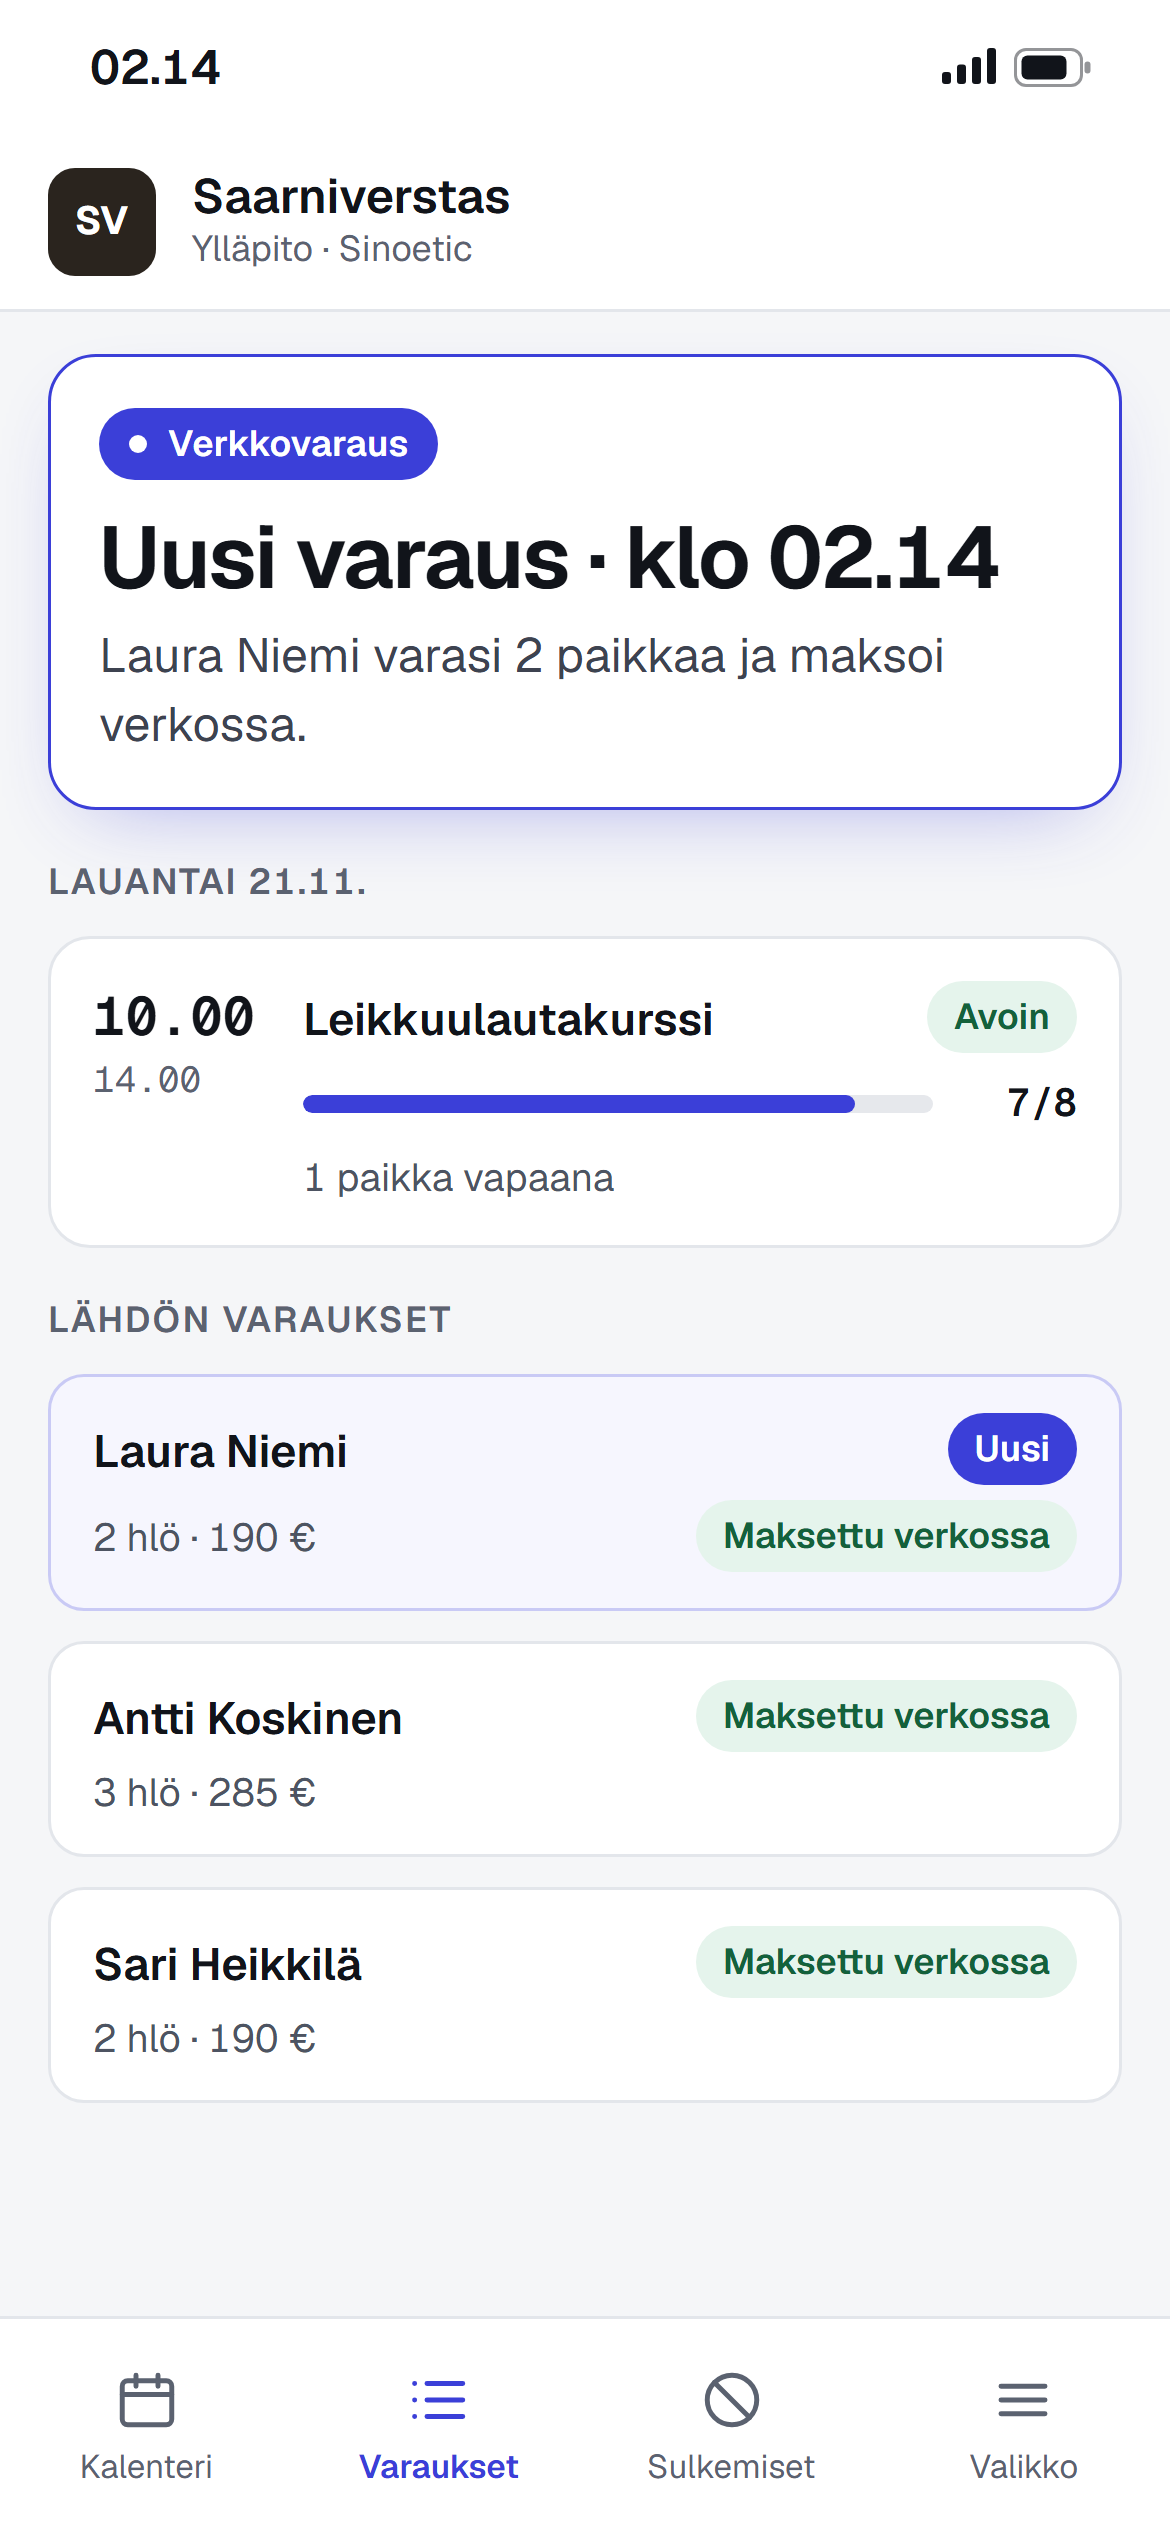 02.14
SV
Saarniverstas
Ylläpito · Sinoetic
Verkkovaraus
Uusi varaus · klo 02.14
Laura Niemi varasi 2 paikkaa ja maksoi
verkossa.
LAUANTAI 21.11.
10.00 Leikkuulautakurssi Avoin
14.00
7/8
1 paikka vapaana
LÄHDÖN VARAUKSET
Laura Niemi Uusi
2 hlö · 190 € Maksettu verkossa
Antti Koskinen Maksettu verkossa
3 hlö · 285 €
Sari Heikkilä Maksettu verkossa
2 hlö · 190 €
Kalenteri Varaukset Sulkemiset Valikko